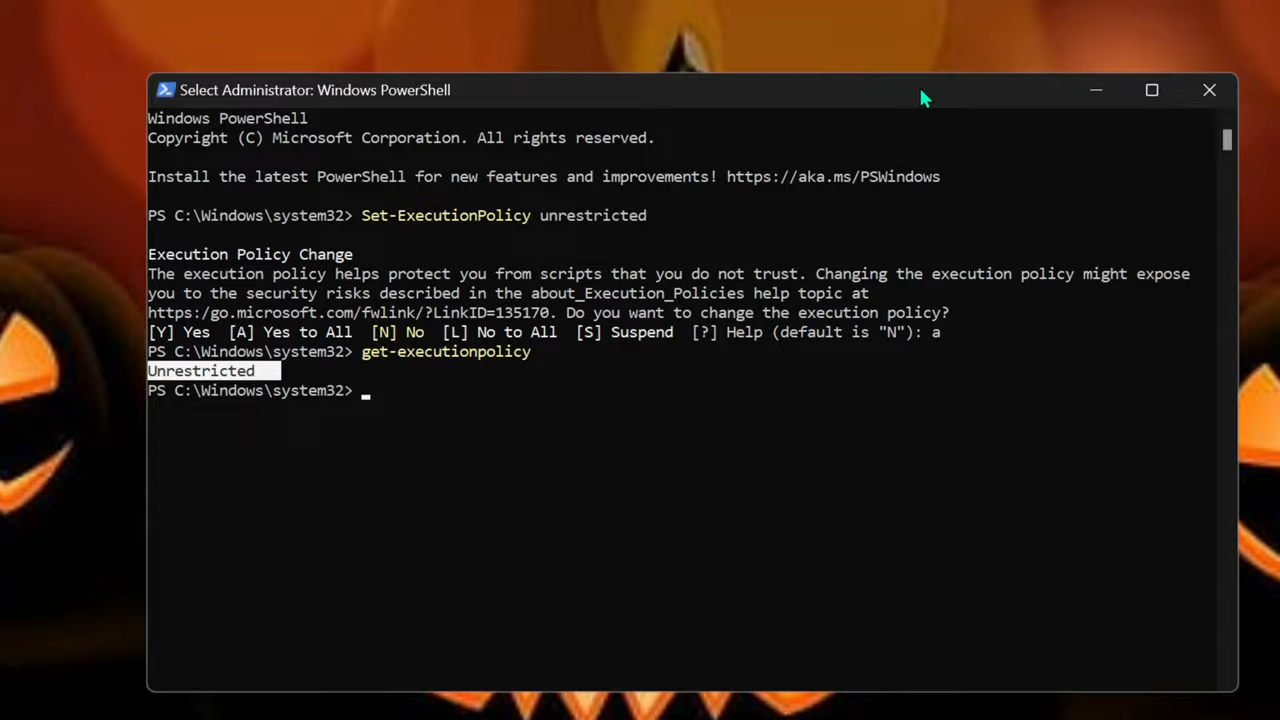 Select Administrator: Windows PowerShell
Windows PowerShell
Copyright (C) Microsoft Corporation. All rights reserved.
Install the latest PowerShell for new features and improvements! https://aka.ms/PSWindows
PS C:\Windows\system32> Set-ExecutionPolicy unrestricted
Execution Policy Change
The execution policy helps protect you from scripts that you do not trust. Changing the execution policy might expose
you to the security risks described in the about_Execution_Policies help topic at
https:/go.microsoft.com/fwlink/?LinkID=135170. Do you want to change the execution policy?
[Y] Yes  [A] Yes to All  [N] No  [L] No to All  [S] Suspend  [?] Help (default is "N"): a
PS C:\Windows\system32> get-executionpolicy
Unrestricted
PS C:\Windows\system32>